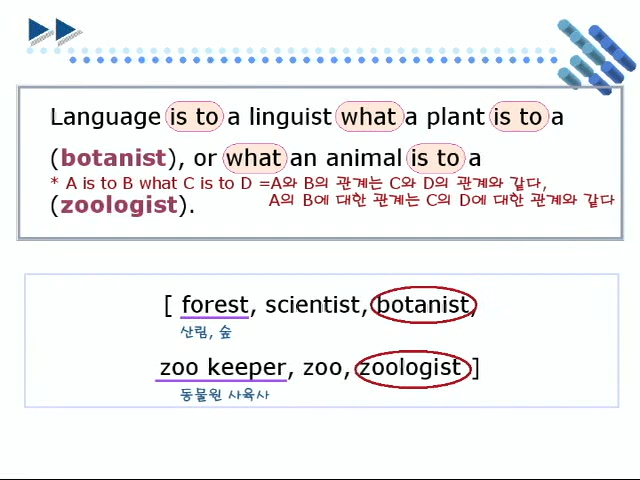 Language is to a linguist what a plant is to a
(botanist), or what an animal is to a
* A is to B what C is to D =A와 B의 관계는 C와 D의 관계와 같다,
(zoologist).
A의 B에 대한 관계는 C의 D에 대한 관계와 같다
[ forest, scientist, botanist,
산림, 숲
zoo keeper, zoo, zoologist ]
동물원 사육사